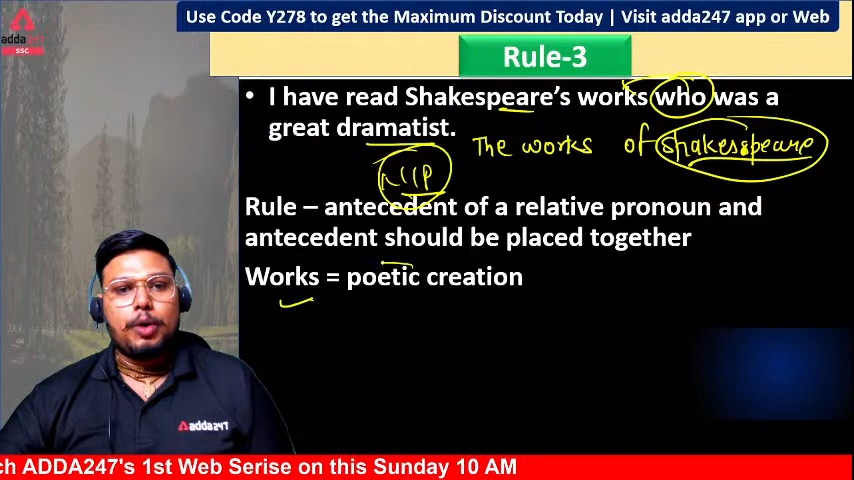 Use Code Y278 to get the Maximum Discount Today | Visit adda247 app or Web
adda247
SSC
Rule-3
• I have read Shakespeare's works who was a
great dramatist.
The works of shakesspeare
Rule – antecedent of a relative pronoun and
antecedent should be placed together
Works = poetic creation
adda247
ch ADDA247's 1st Web Serise on this Sunday 10 AM